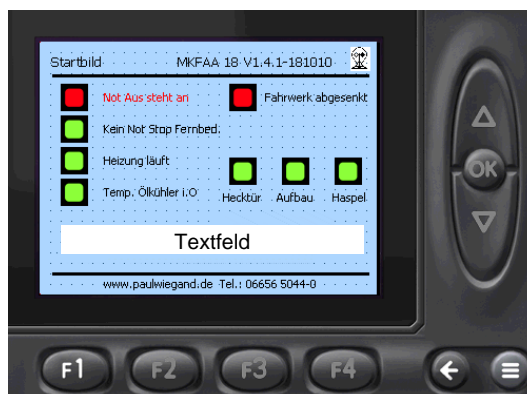 Startbild MKFAA 18 V1.4.1-181010
Not Aus steht an Fahrwerk abgesenkt
Kein Not Stop Fernbed.
Heizung läuft
Temp. Ölkühler i.O
Hecktür Aufbau Haspel
Textfeld
www.paulwiegand.de Tel.: 06656 5044-0
OK
F1 F2 F3 F4